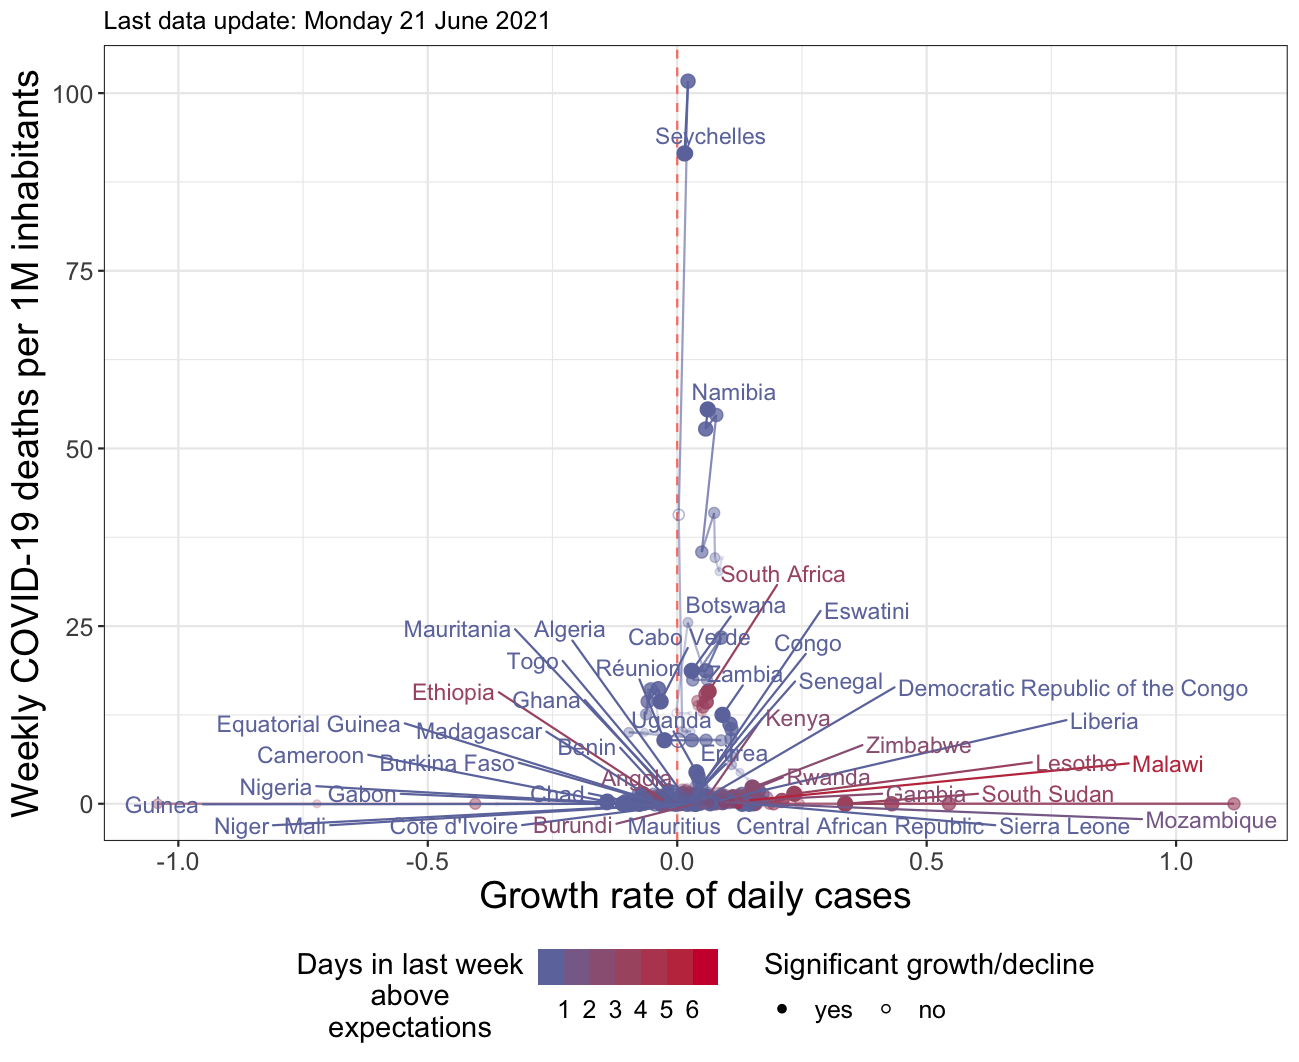 Last data update: Monday 21 June 2021
Weekly COVID-19 deaths per 1M inhabitants
100
75
50
25
0
Seychelles
Namibia
South Africa
Botswana
Eswatini
Mauritania
Algeria
Cabo Verde
Congo
Togo
Réunion
Zambia
Senegal
Democratic Republic of the Congo
Ethiopia
Ghana
Uganda
Kenya
Liberia
Equatorial Guinea
Madagascar
Benin
Eritrea
Zimbabwe
Cameroon
Burkina Faso
Lesotho
Malawi
Angola
Rwanda
Nigeria
Gabon
Chad
Gambia
South Sudan
Guinea
Mozambique
Niger
Mali
Cote d'Ivoire
Burundi
Mauritius
Central African Republic
Sierra Leone
-1.0
-0.5
0.0
0.5
1.0
Growth rate of daily cases
Days in last week
above
expectations
1 2 3 4 5 6
Significant growth/decline
yes
no